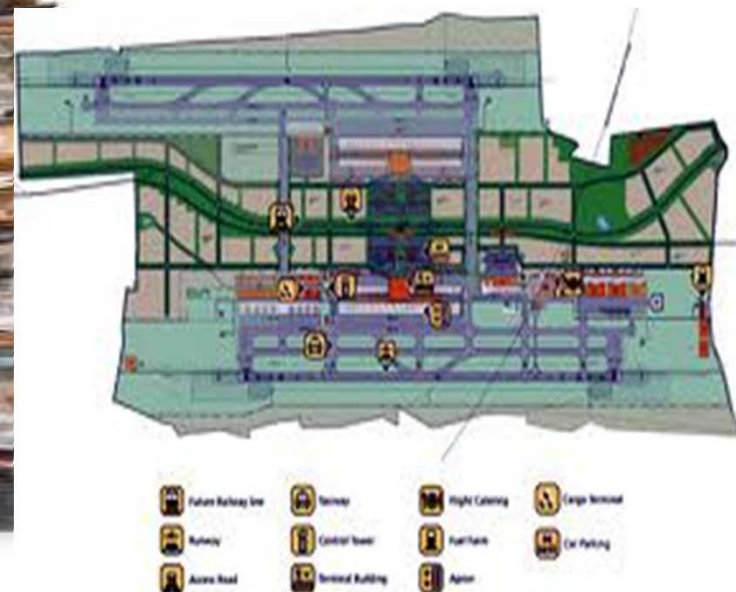 Future Railway line
Taxiway
Flight Catering
Cargo Terminal
Runway
Control Tower
Fuel Farm
Car Parking
Access Road
Terminal Building
Apron